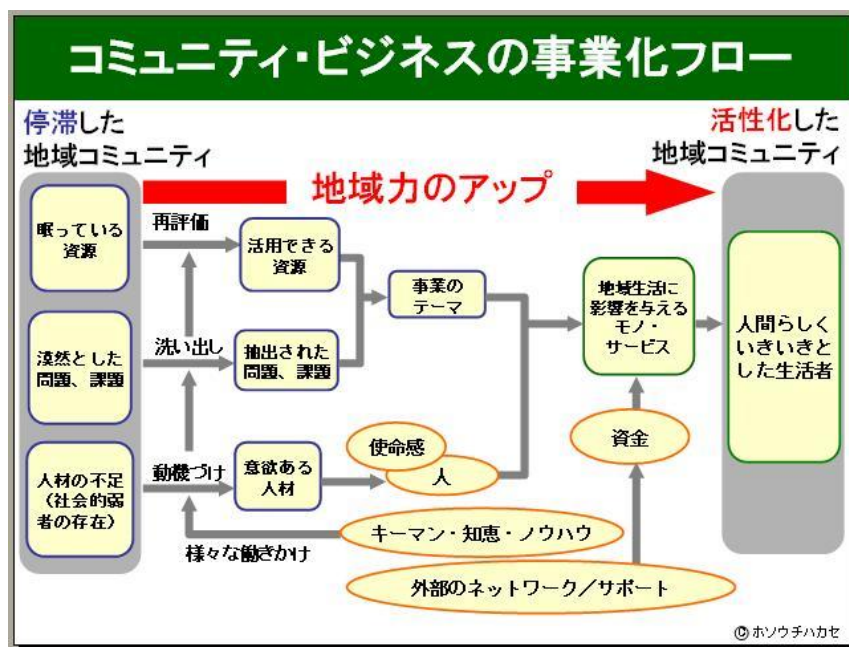 コミュニティ・ビジネスの事業化フロー
停滞した
地域コミュニティ
活性化した
地域コミュニティ
地域力のアップ
眠っている
資源
再評価
活用できる
資源
事業の
テーマ
地域生活に
影響を与える
モノ・
サービス
人間らしく
いきいきと
した生活者
漠然とした
問題、課題
洗い出し
抽出された
問題、課題
人材の不足
（社会的弱
者の存在）
動機づけ
意欲ある
人材
使命感
人
資金
様々な働きかけ
キーマン・知恵・ノウハウ
外部のネットワーク／サポート
©ホソウチハカセ